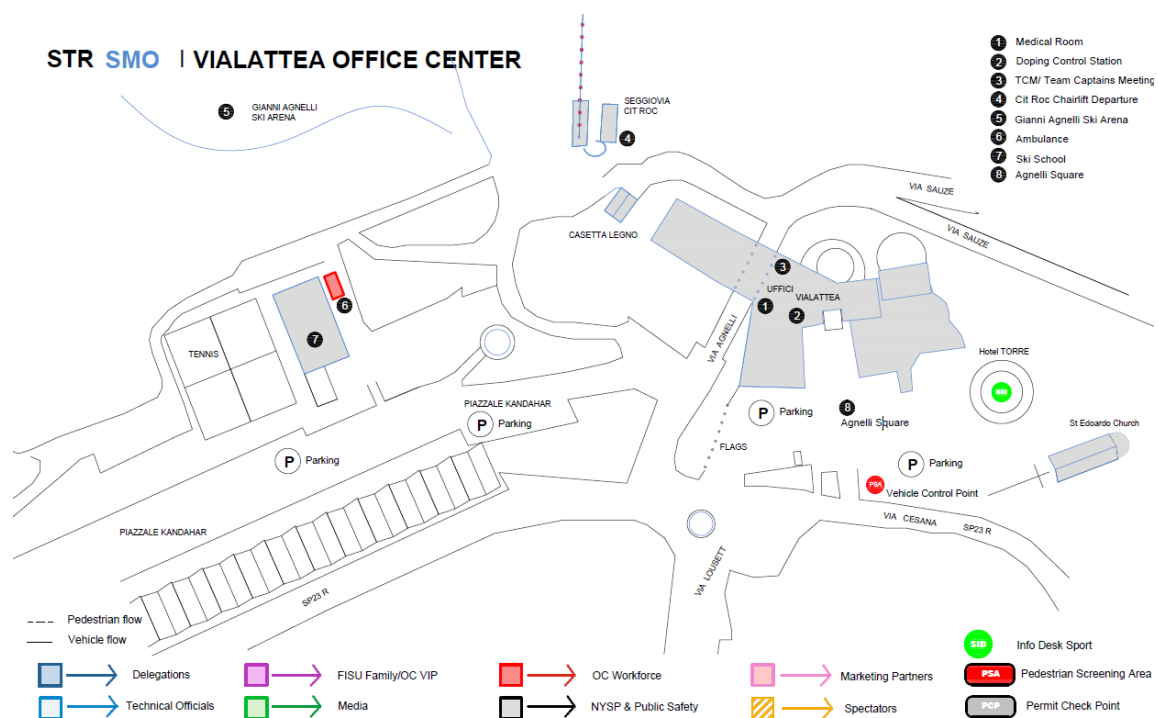 STR SMO | VIALATTEA OFFICE CENTER
1 Medical Room
2 Doping Control Station
3 TCM/ Team Captains Meeting
4 Cit Roc Chairlift Departure
5 Gianni Agnelli Ski Arena
6 Ambulance
7 Ski School
8 Agnelli Square
5 GIANNI AGNELLI
SKI ARENA
SEGGIOVIA
CIT ROC
4
VIA SAUZE
VIA SAUZE
CASETTA LEGNO
3
UFFICI
VIALATTEA
1
2
6
7
TENNIS
VIA AGNELLI
Hotel TORRE
SID
PIAZZALE KANDAHAR
P Parking
P Parking
8
Agnelli Square
St Edoardo Church
FLAGS
P Parking
P Parking
PSA
Vehicle Control Point
VIA CESANA SP23 R
PIAZZALE KANDAHAR
VIA LOUSETT
SP23 R
Pedestrian flow
Vehicle flow
SID Info Desk Sport
Delegations
FISU Family/OC VIP
OC Workforce
Marketing Partners
PSA Pedestrian Screening Area
Technical Officials
Media
NYSP & Public Safety
Spectators
PCP Permit Check Point